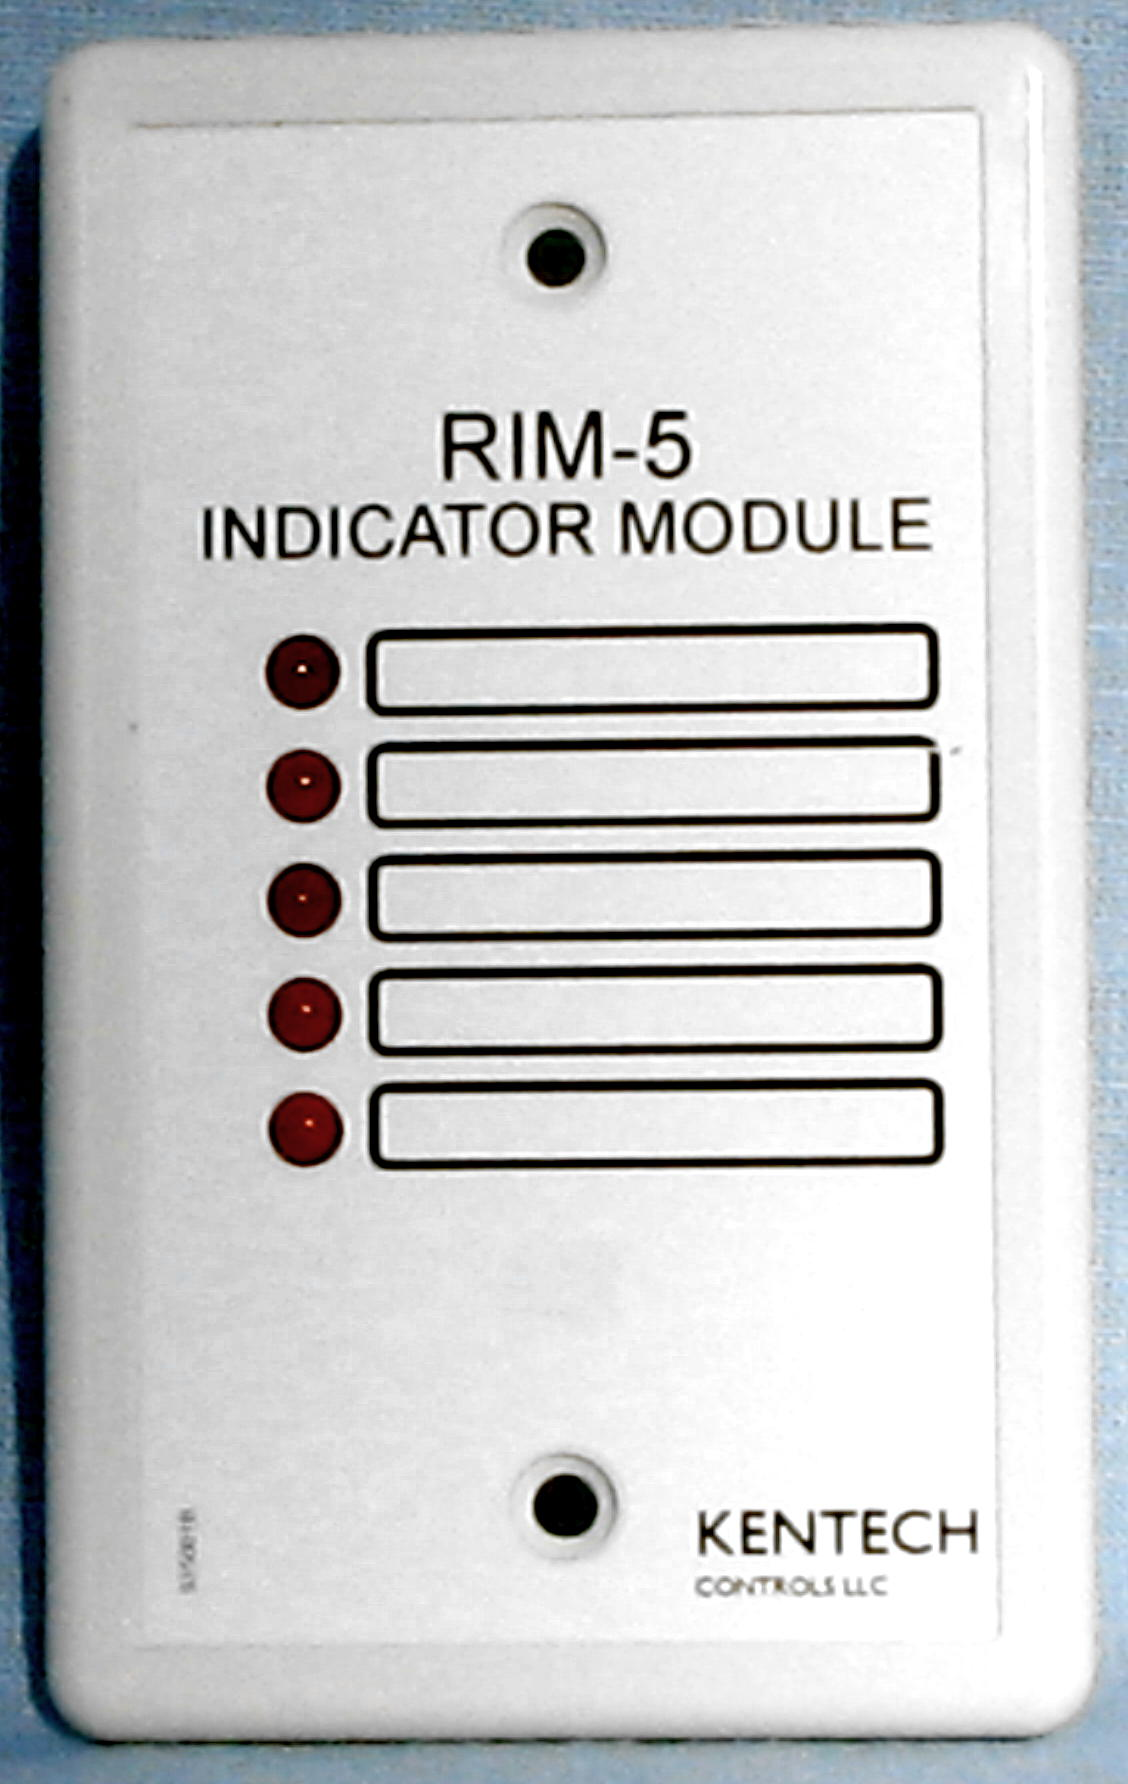 RIM-5
INDICATOR MODULE
KENTECH
CONTROLS LLC